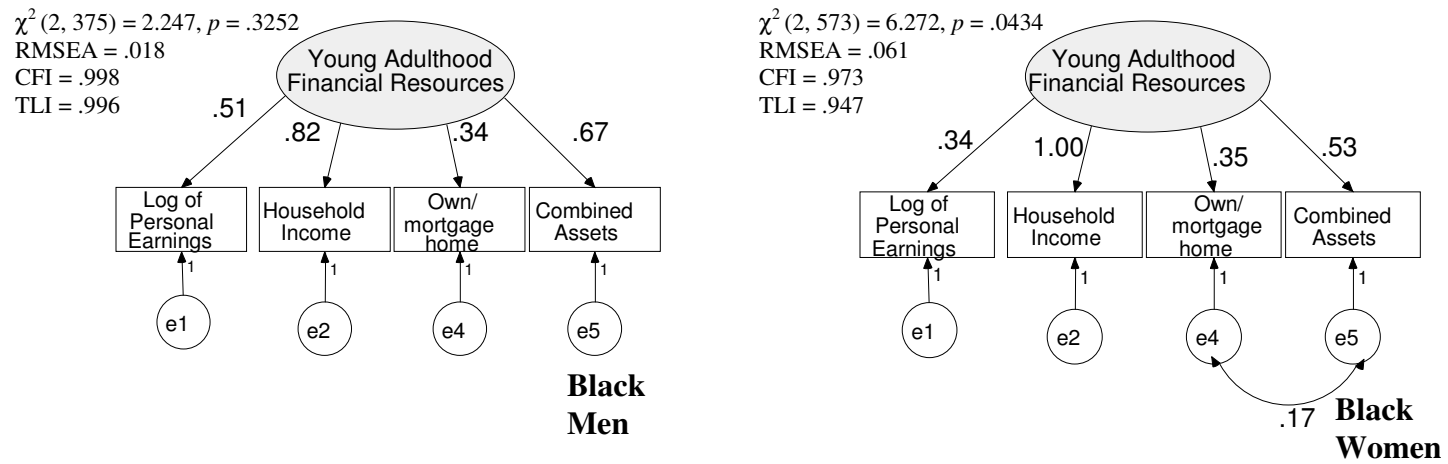 χ² (2, 375) = 2.247, p = .3252
RMSEA = .018
CFI = .998
TLI = .996
Young Adulthood
Financial Resources
.51
.82
.34
.67
Log of
Personal
Earnings
Household
Income
Own/
mortgage
home
Combined
Assets
1
1
1
1
e1
e2
e4
e5
Black
Men
χ² (2, 573) = 6.272, p = .0434
RMSEA = .061
CFI = .973
TLI = .947
Young Adulthood
Financial Resources
.34
1.00
.35
.53
Log of
Personal
Earnings
Household
Income
Own/
mortgage
home
Combined
Assets
1
1
1
1
e1
e2
e4
e5
.17
Black
Women